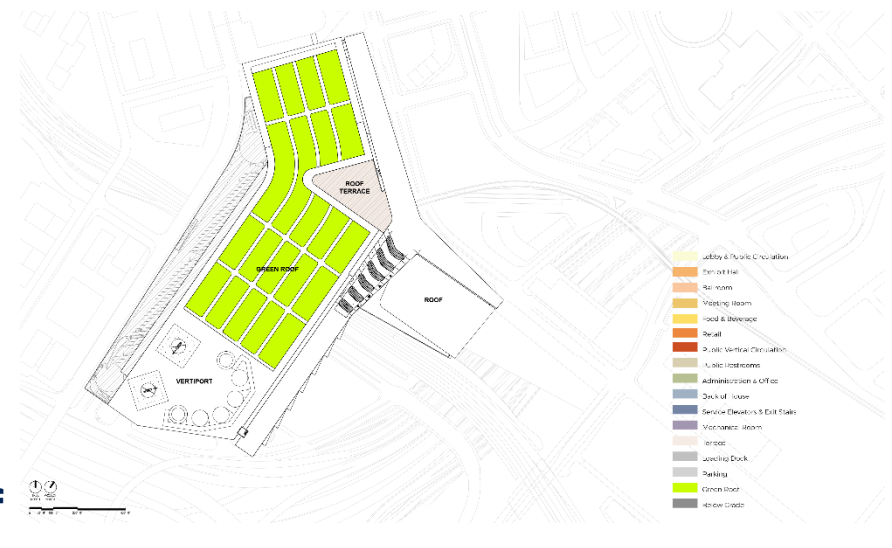 ROOF
TERRACE
GREEN ROOF
ROOF
VERTIPORT
Lobby & Public Circulation
Exhibit Hall
Ballroom
Meeting Room
Food & Beverage
Retail
Public Vertical Circulation
Public Restrooms
Administration & Office
Back of House
Service Elevators & Exit Stairs
Mechanical Room
Terrace
Loading Dock
Parking
Green Roof
Below Grade